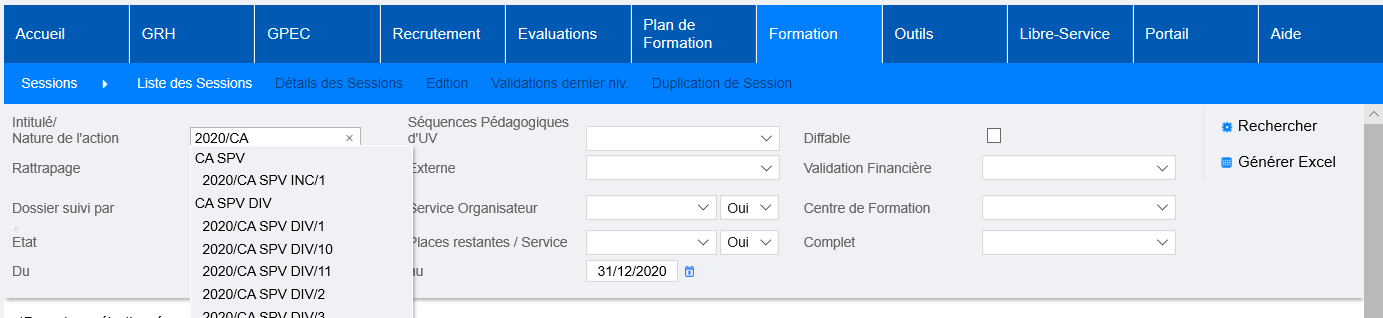 Accueil
GRH
GPEC
Recrutement
Evaluations
Plan de
Formation
Formation
Outils
Libre-Service
Portail
Aide
Sessions
Liste des Sessions
Détails des Sessions
Edition
Validations dernier niv.
Duplication de Session
Intitulé/
Nature de l'action
2020/CA
×
Séquences Pédagogiques
d'UV
Diffable
Rechercher
Rattrapage
CA SPV
2020/CA SPV INC/1
CA SPV DIV
2020/CA SPV DIV/1
2020/CA SPV DIV/10
2020/CA SPV DIV/11
2020/CA SPV DIV/2
2020/CA SPV DIV/3
Externe
Validation Financière
Générer Excel
Dossier suivi par
Service Organisateur
Oui
Centre de Formation
Etat
Places restantes / Service
Oui
Complet
Du
au
31/12/2020